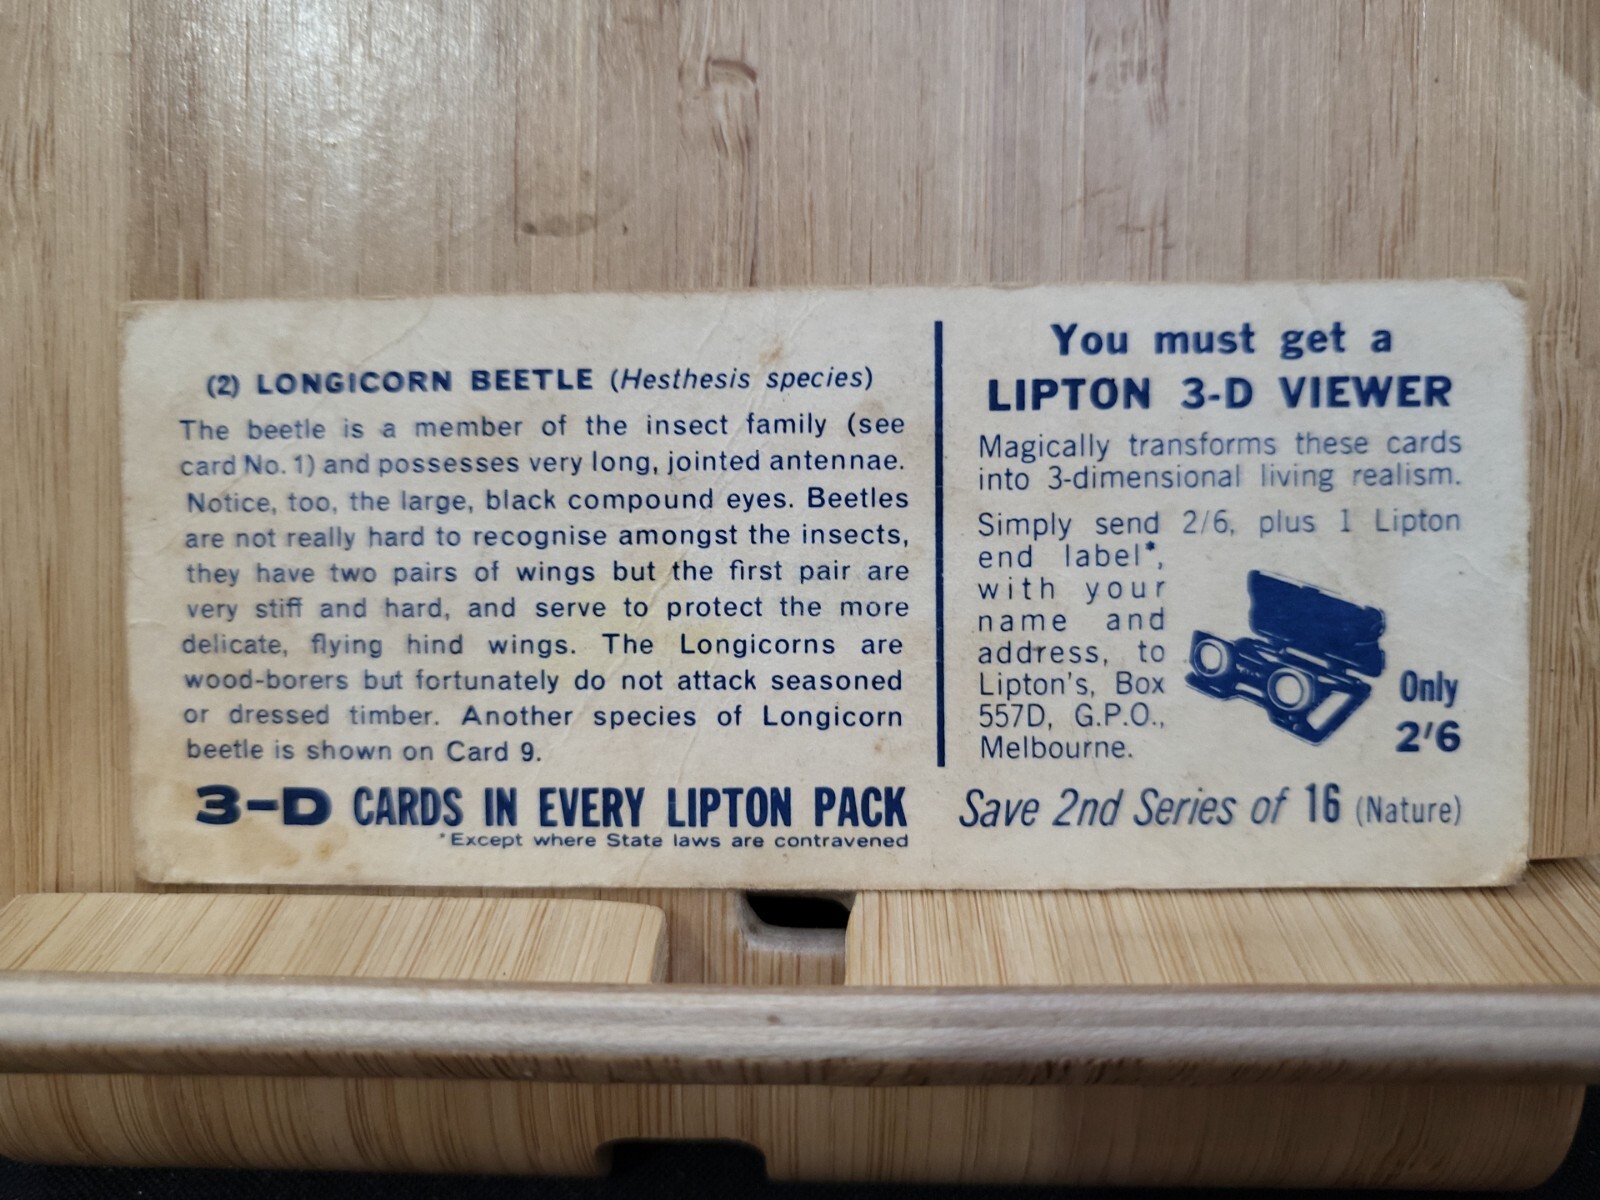 (2) LONGICORN BEETLE (Hesthesis species)
The beetle is a member of the insect family (see
card No. 1) and possesses very long, jointed antennae.
Notice, too, the large, black compound eyes. Beetles
are not really hard to recognise amongst the insects,
they have two pairs of wings but the first pair are
very stiff and hard, and serve to protect the more
delicate, flying hind wings. The Longicorns are
wood-borers but fortunately do not attack seasoned
or dressed timber. Another species of Longicorn
beetle is shown on Card 9.
3-D CARDS IN EVERY LIPTON PACK
*Except where State laws are contravened
You must get a
LIPTON 3-D VIEWER
Magically transforms these cards
into 3-dimensional living realism.
Simply send 2/6, plus 1 Lipton
end label*,
with your
name and
address, to
Lipton's, Box
557D, G.P.O.,
Melbourne.
Only
2'6
Save 2nd Series of 16 (Nature)